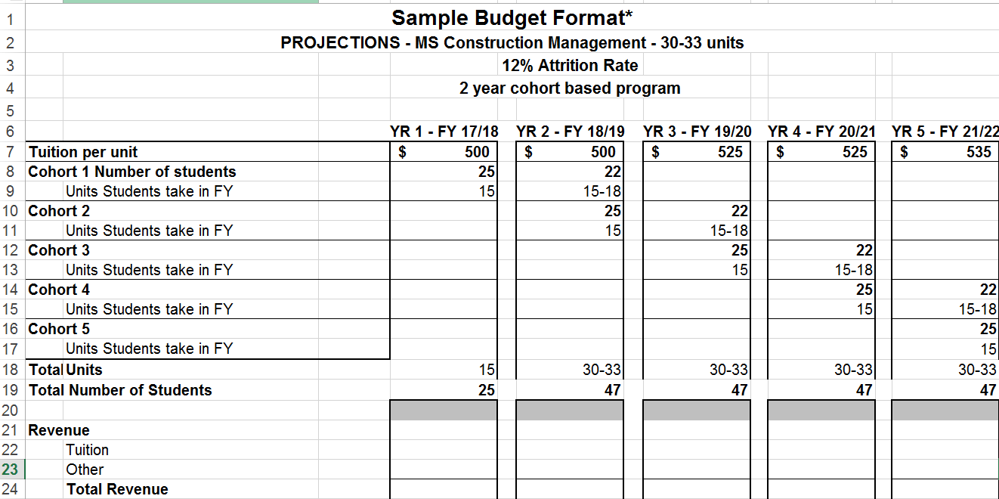 1 Sample Budget Format*
2 PROJECTIONS - MS Construction Management - 30-33 units
3 12% Attrition Rate
4 2 year cohort based program
5
6 YR 1 - FY 17/18 YR 2 - FY 18/19 YR 3 - FY 19/20 YR 4 - FY 20/21 YR 5 - FY 21/22
7 Tuition per unit $ 500 $ 500 $ 525 $ 525 $ 535
8 Cohort 1 Number of students 25 22
9 Units Students take in FY 15 15-18
10 Cohort 2 25 22
11 Units Students take in FY 15 15-18
12 Cohort 3 25 22
13 Units Students take in FY 15 15-18
14 Cohort 4 25 22
15 Units Students take in FY 15 15-18
16 Cohort 5 25
17 Units Students take in FY 15
18 Total Units 15 30-33 30-33 30-33 30-33
19 Total Number of Students 25 47 47 47 47
20
21 Revenue
22 Tuition
23 Other
24 Total Revenue